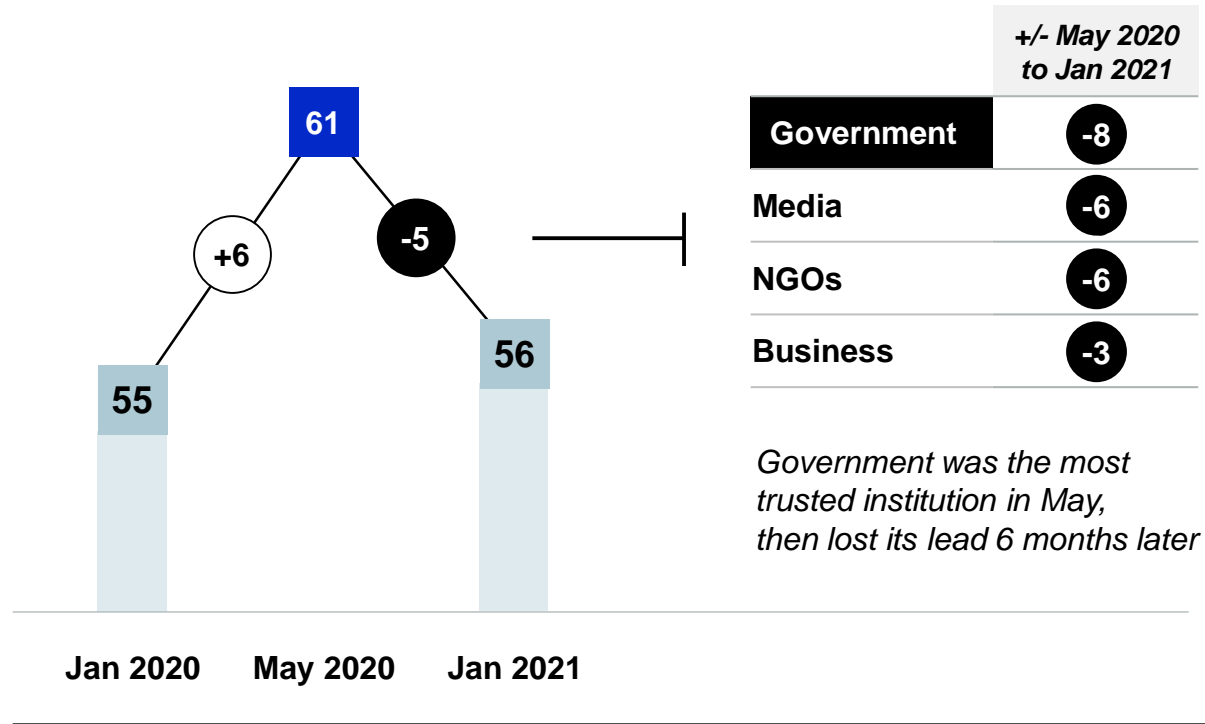 +/- May 2020
to Jan 2021
61
+6
-5
55
56
Jan 2020
May 2020
Jan 2021
Government
-8
Media
-6
NGOs
-6
Business
-3
Government was the most
trusted institution in May,
then lost its lead 6 months later